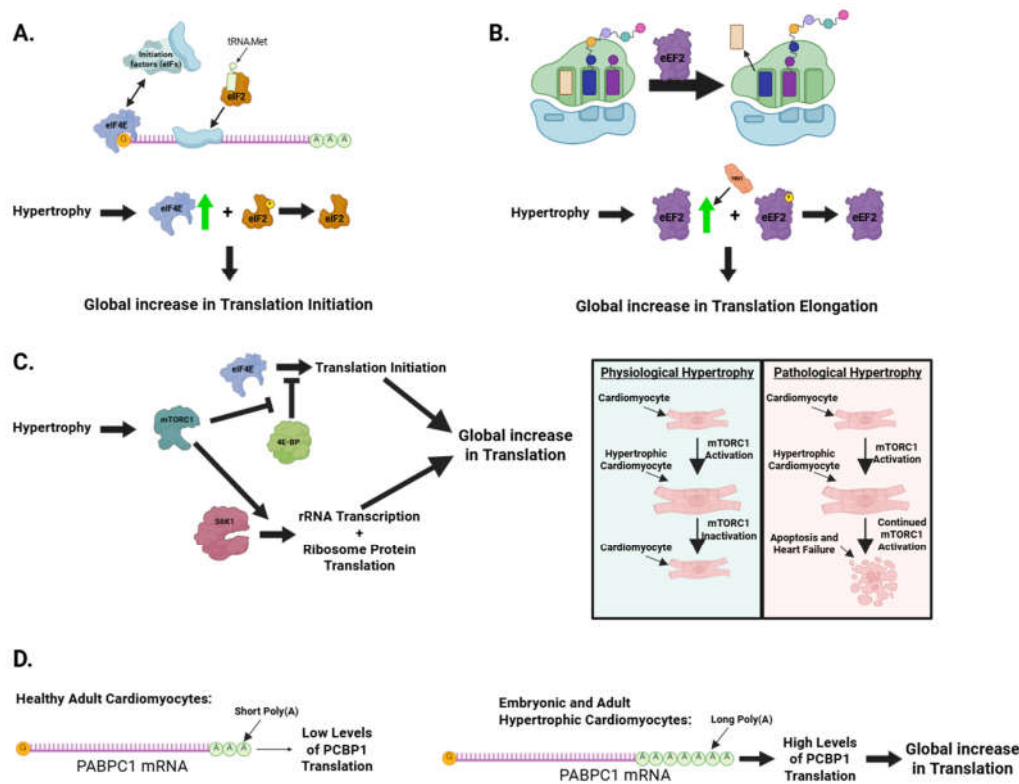 A.
tRNAiMet
Initiation
factors (eIFs)
eIF2
eIF4E
G
A A A
Hypertrophy
eIF4E
+
eIF2
P
eIF2
Global increase in Translation Initiation
B.
eEF2
Hypertrophy
eEF2
+
eEF2
P
eEF2
Global increase in Translation Elongation
C.
Hypertrophy
mTORC1
eIF4E
Translation Initiation
4E-BP
S6K1
rRNA Transcription
+
Ribosome Protein
Translation
Global increase
in Translation
Physiological Hypertrophy
Cardiomyocyte
mTORC1
Activation
Hypertrophic
Cardiomyocyte
mTORC1
Inactivation
Cardiomyocyte
Pathological Hypertrophy
Cardiomyocyte
mTORC1
Activation
Hypertrophic
Cardiomyocyte
Continued
mTORC1
Activation
Apoptosis and
Heart Failure
D.
Healthy Adult Cardiomyocytes:
Short Poly(A)
G
A A A
PABPC1 mRNA
Low Levels
of PCBP1
Translation
Embryonic and Adult
Hypertrophic Cardiomyocytes:
Long Poly(A)
G
A A A A A A A
PABPC1 mRNA
High Levels
of PCBP1
Translation
Global increase
in Translation